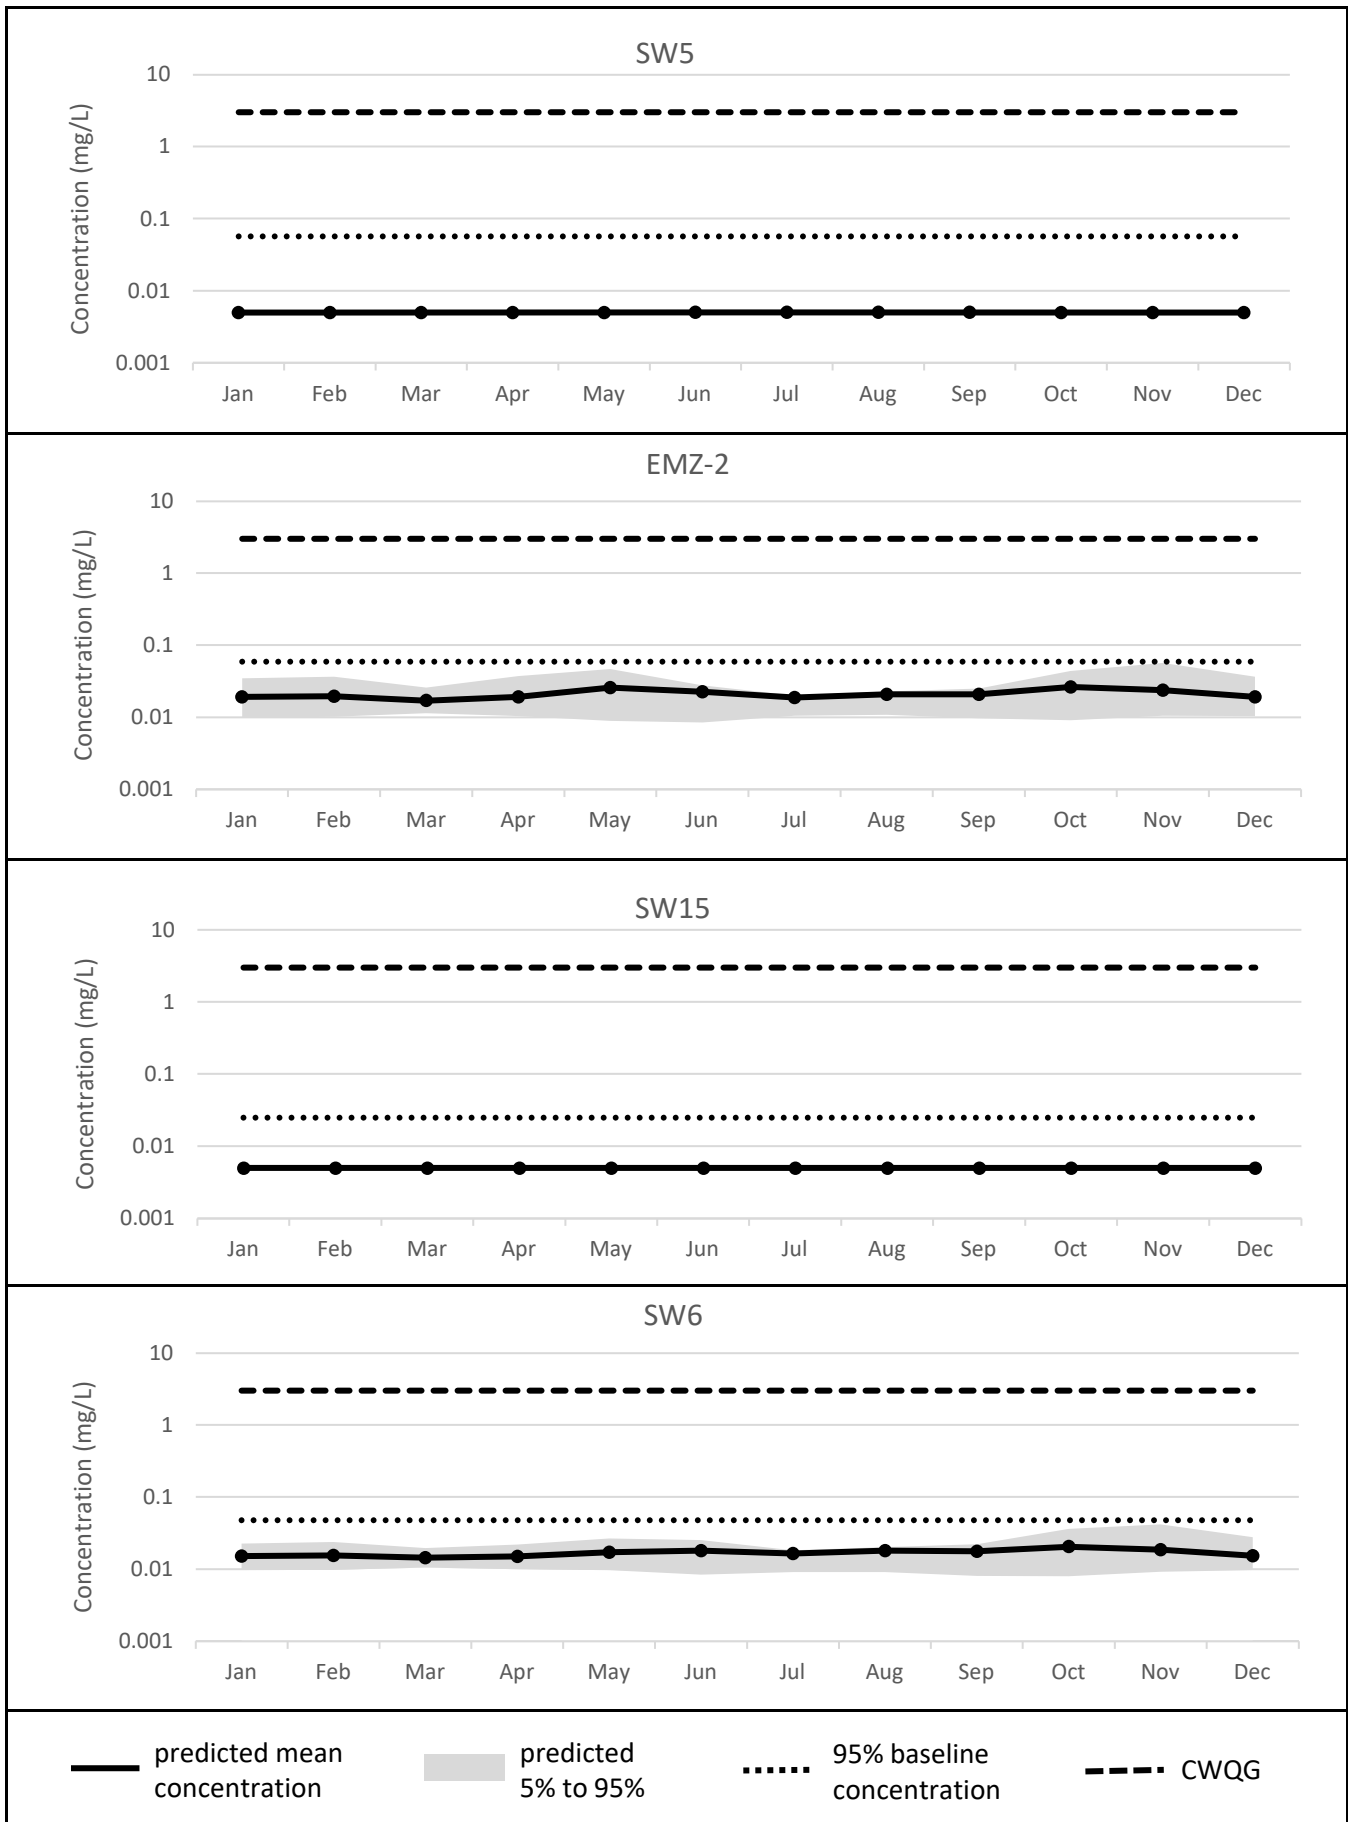 SW5
Concentration (mg/L)
10
1
0.1
0.01
0.001
Jan Feb Mar Apr May Jun Jul Aug Sep Oct Nov Dec
EMZ-2
Concentration (mg/L)
10
1
0.1
0.01
0.001
Jan Feb Mar Apr May Jun Jul Aug Sep Oct Nov Dec
SW15
Concentration (mg/L)
10
1
0.1
0.01
0.001
Jan Feb Mar Apr May Jun Jul Aug Sep Oct Nov Dec
SW6
Concentration (mg/L)
10
1
0.1
0.01
0.001
Jan Feb Mar Apr May Jun Jul Aug Sep Oct Nov Dec
predicted mean
concentration
predicted
5% to 95%
95% baseline
concentration
CWQG